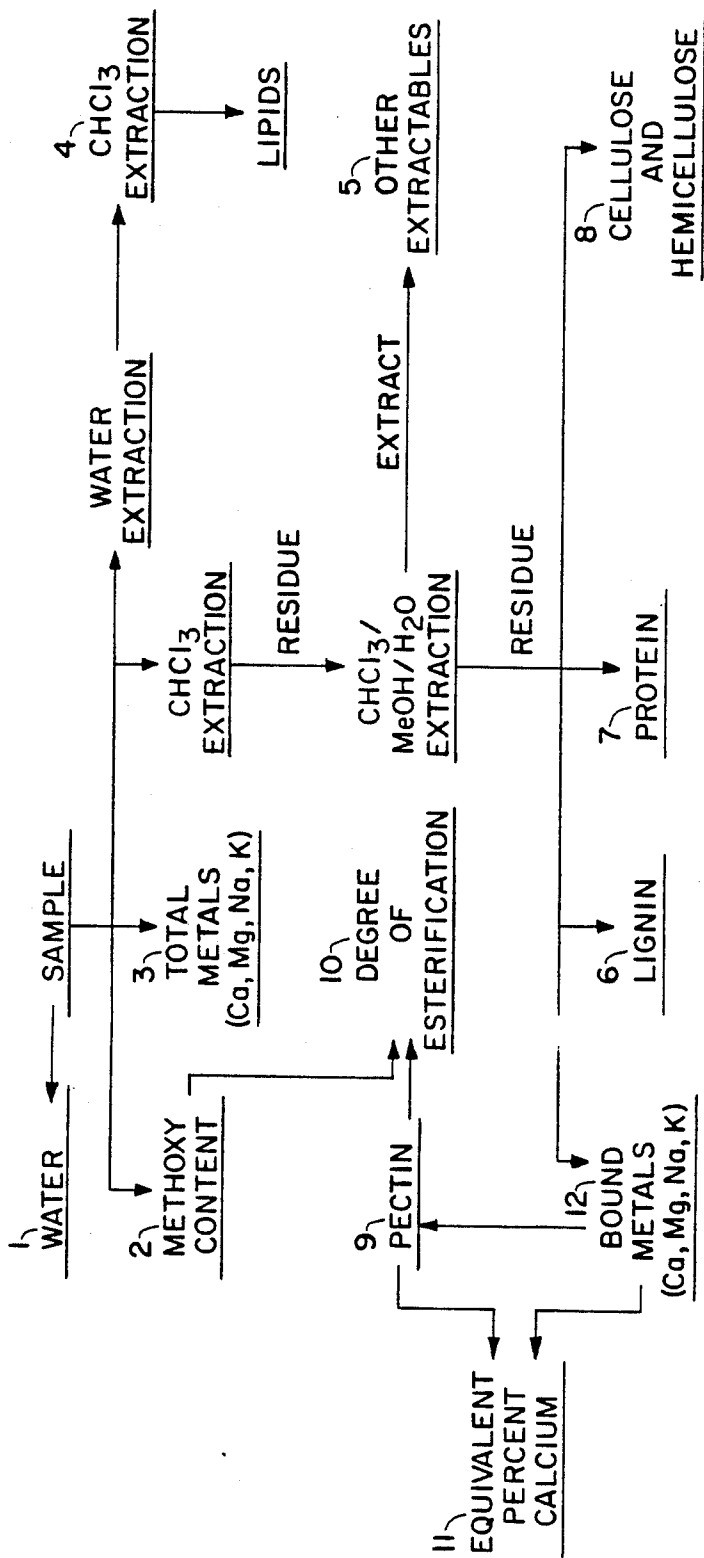 SAMPLE
1
WATER
2
METHOXY
CONTENT
3
TOTAL
METALS
(Ca, Mg, Na, K)
WATER
EXTRACTION
4
CHCl3
EXTRACTION
LIPIDS
CHCl3
EXTRACTION
RESIDUE
CHCl3/
MeOH/H2O
EXTRACTION
EXTRACT
5
OTHER
EXTRACTABLES
RESIDUE
9
PECTIN
10
DEGREE
OF
ESTERIFICATION
11
EQUIVALENT
PERCENT
CALCIUM
12
BOUND
METALS
(Ca, Mg, Na, K)
6
LIGNIN
7
PROTEIN
8
CELLULOSE
AND
HEMICELLULOSE